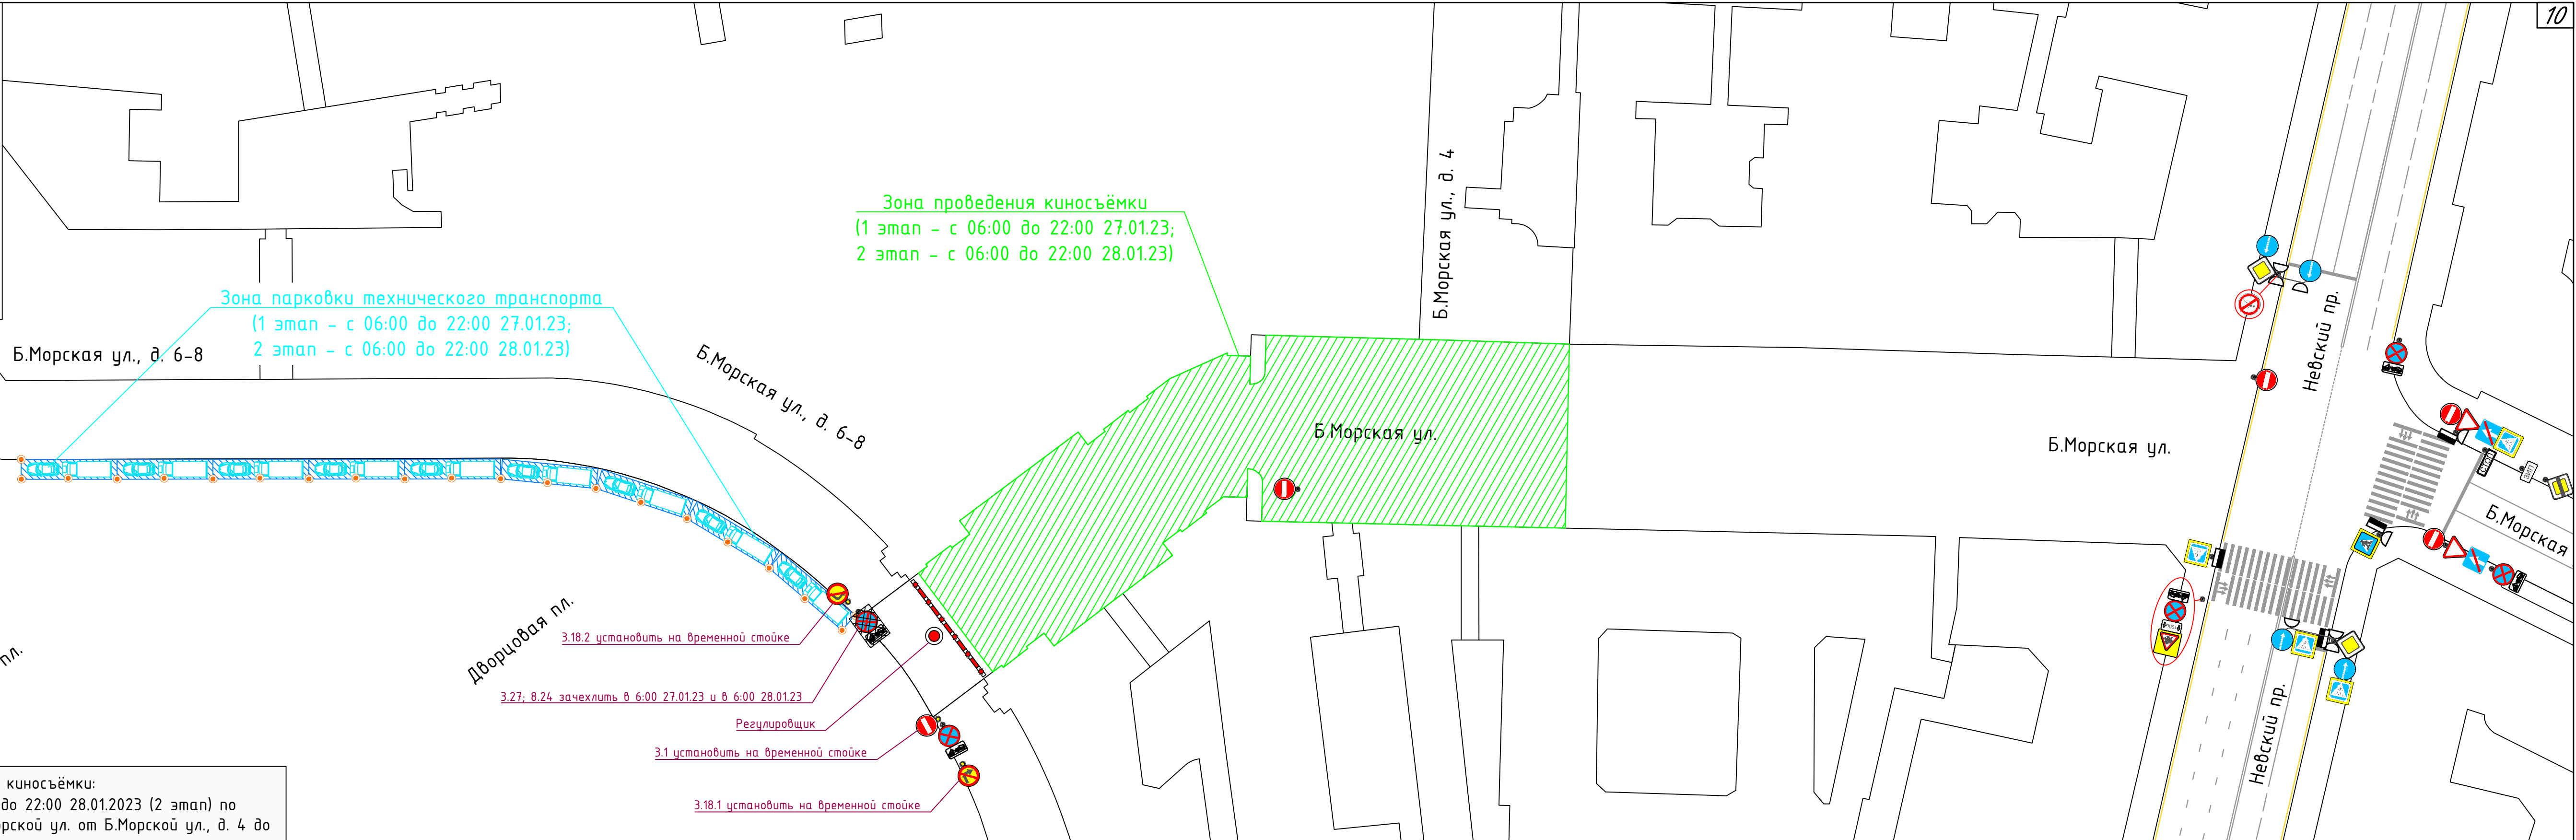 10
Зона проведения киносъёмки
(1 этап - с 06:00 до 22:00 27.01.23;
2 этап - с 06:00 до 22:00 28.01.23)
Б.Морская ул., д. 4
Зона парковки технического транспорта
(1 этап - с 06:00 до 22:00 27.01.23;
2 этап - с 06:00 до 22:00 28.01.23)
Б.Морская ул., д. 6-8
Б.Морская ул., д. 6-8
Невский пр.
Б.Морская ул.
Б.Морская ул.
СТОП
ЗИП
Б.Морская
Дворцовая пл.
пл.
3.18.2 установить на временной стойке
3.27; 8.24 зачехлить в 6:00 27.01.23 и в 6:00 28.01.23
Регулировщик
3.1 установить на временной стойке
3.18.1 установить на временной стойке
Невский пр.
киносъёмки:
до 22:00 28.01.2023 (2 этап) по
рской ул. от Б.Морской ул., д. 4 до